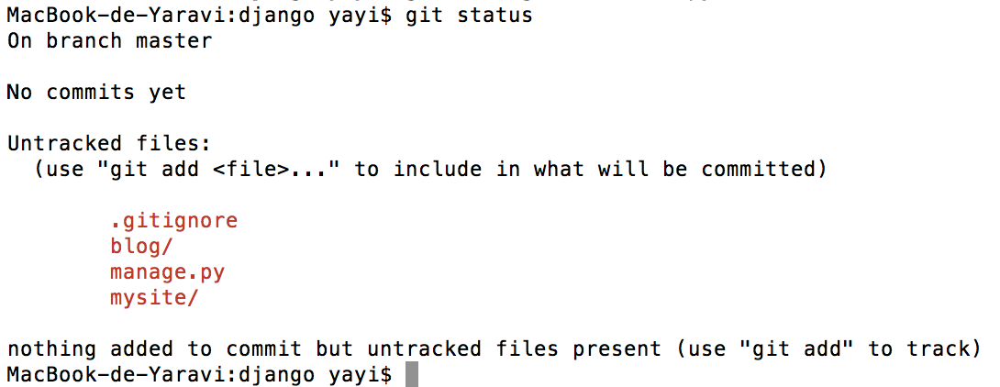 MacBook-de-Yaravi:django yayi$ git status
On branch master
No commits yet
Untracked files:
(use "git add <file>..." to include in what will be committed)
.gitignore
blog/
manage.py
mysite/
nothing added to commit but untracked files present (use "git add" to track)
MacBook-de-Yaravi:django yayi$